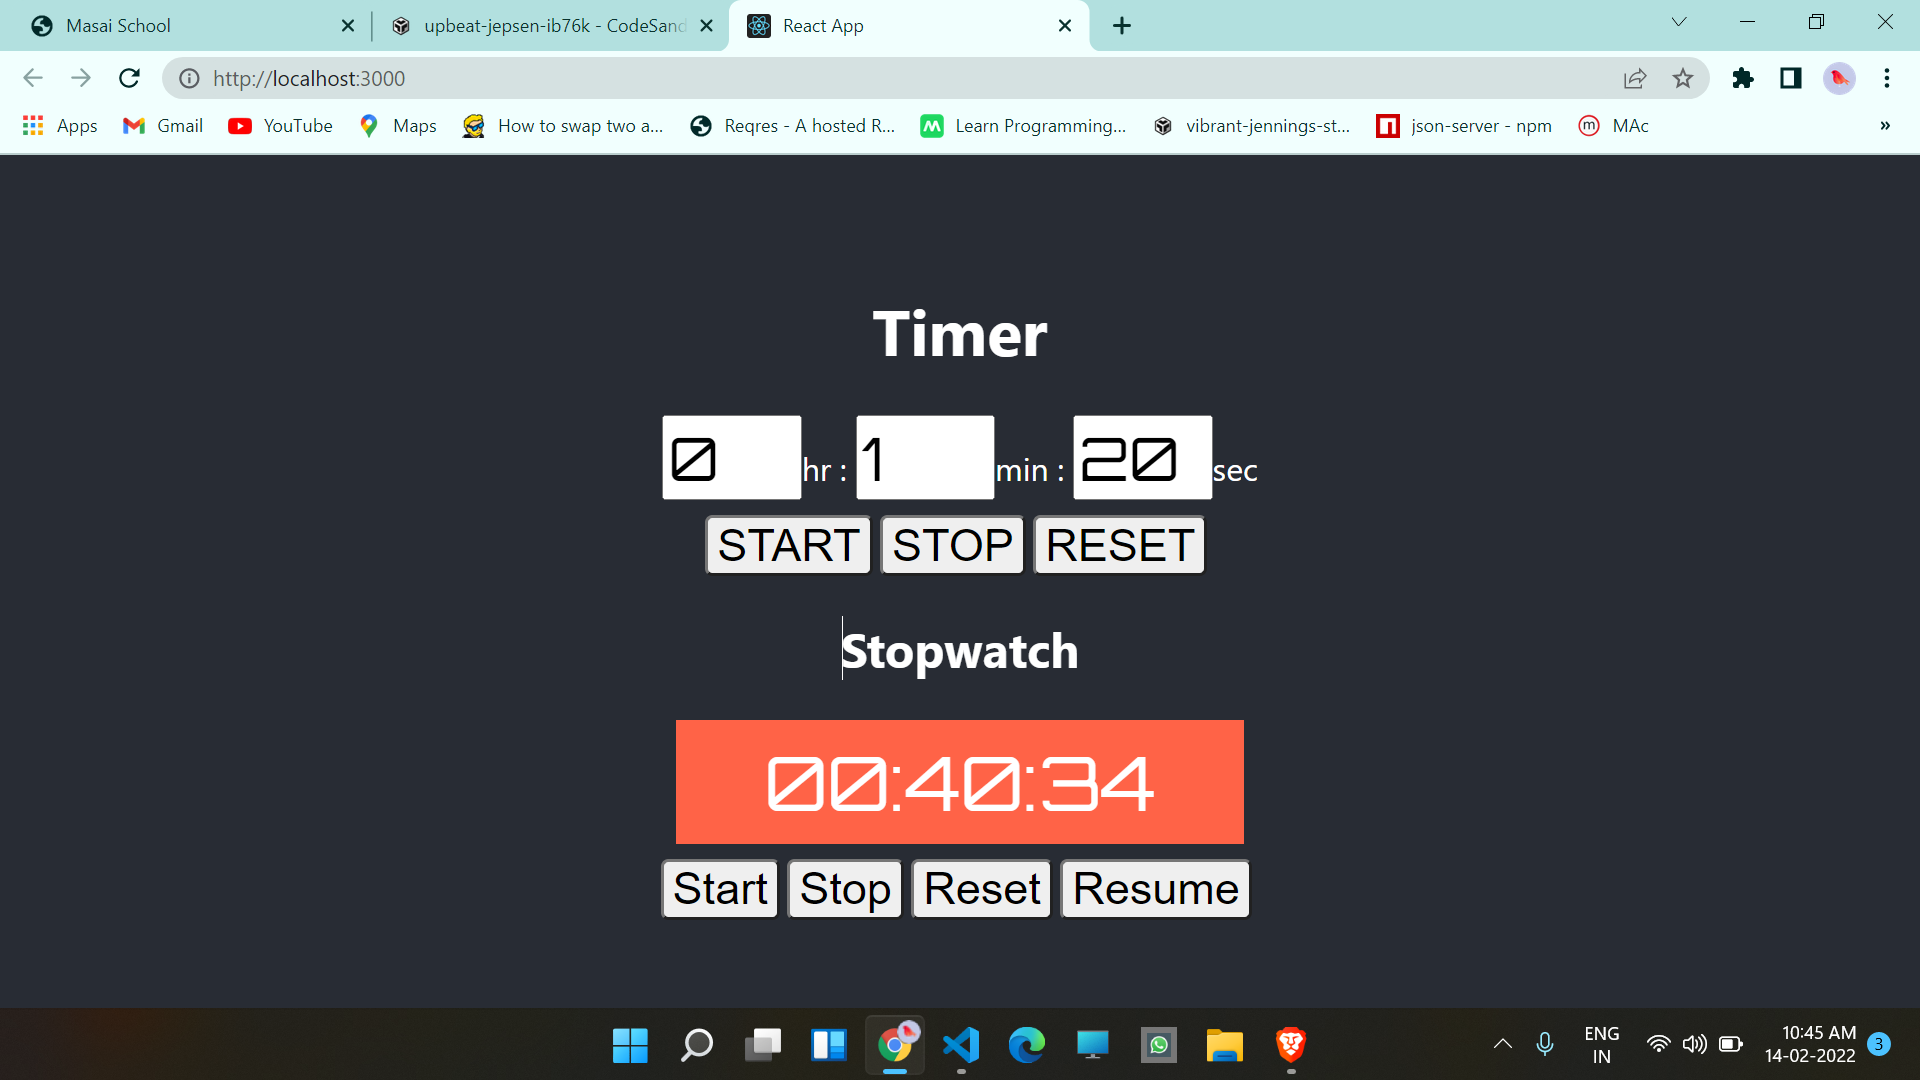 Masai School
upbeat-jepsen-ib76k - CodeSand
React App
http://localhost:3000
Apps Gmail YouTube Maps How to swap two a... Reqres - A hosted R... Learn Programming... vibrant-jennings-st... json-server - npm MAc »
Timer
0 hr : 1 min : 20 sec
START STOP RESET
Stopwatch
00:40:34
Start Stop Reset Resume
ENG
IN
10:45 AM
14-02-2022
3